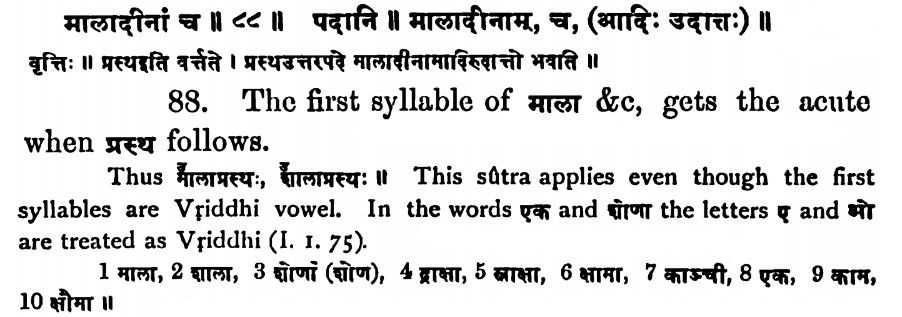 मालादीनां च ॥ ८८ ॥ पदानि ॥ मालादीनाम्, च, (आदिः उदात्तः) ॥
वृत्तिः ॥ प्रस्थइति वर्त्तते । प्रस्थउत्तरपदे मालादीनामादिरुदात्तो भवति ॥
88. The first syllable of माला &c, gets the acute
when प्रस्थ follows.
Thus मा॑लाप्रस्थः, शा॑लाप्रस्थः ॥ This sûtra applies even though the first
syllables are Vṛiddhi vowel. In the words एक and शोणा the letters ए and ओ
are treated as Vṛiddhi (I. 1. 75).
1 माला, 2 शाला, 3 शोणा (शोण), 4 द्राक्षा, 5 स्राक्षा, 6 क्षामा, 7 काञ्ची, 8 एक, 9 काम,
10 क्षौमा ॥